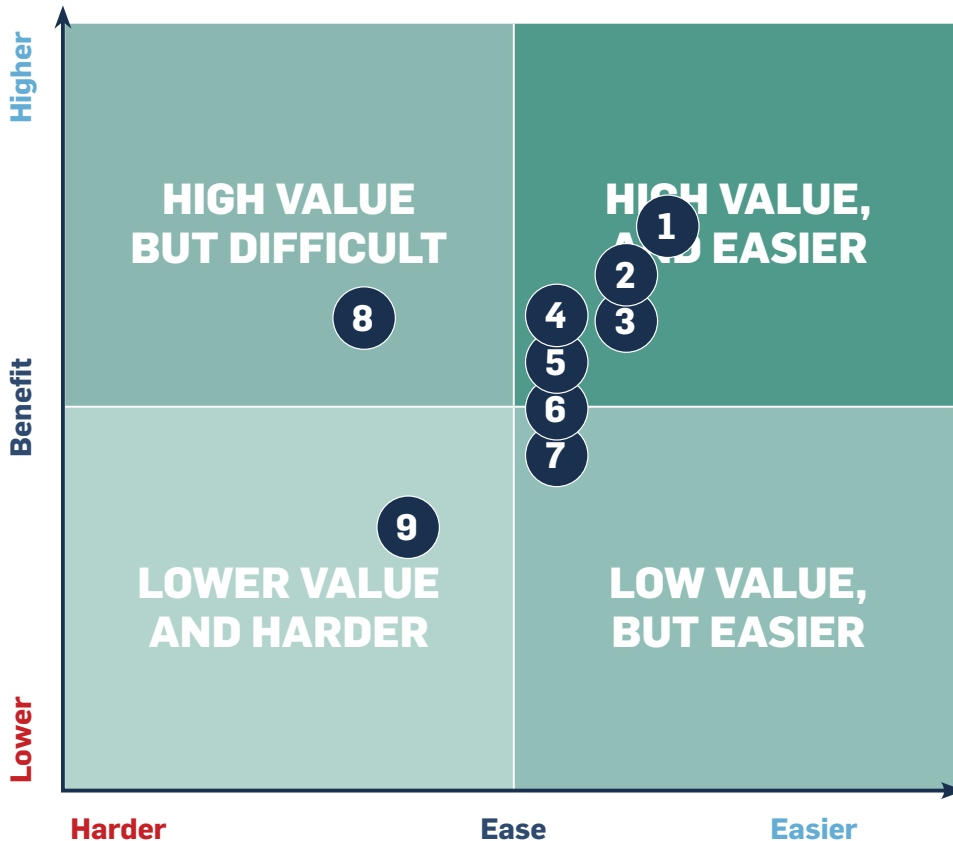 Higher
HIGH VALUE
BUT DIFFICULT
HIGH VALUE,
AND EASIER
1
2
3
4
5
6
7
8
Benefit
9
LOWER VALUE
AND HARDER
LOW VALUE,
BUT EASIER
Lower
Harder
Ease
Easier